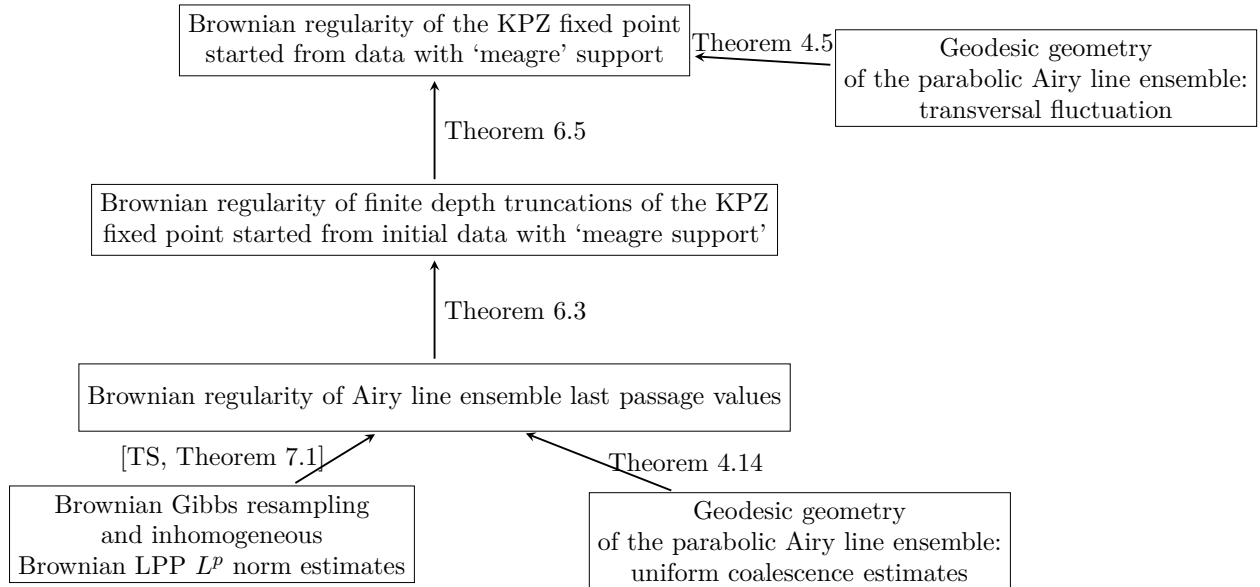 Brownian regularity of the KPZ fixed point
started from data with ‘meagre’ support
Theorem 4.5
Geodesic geometry
of the parabolic Airy line ensemble:
transversal fluctuation
Theorem 6.5
Brownian regularity of finite depth truncations of the KPZ
fixed point started from initial data with ‘meagre support’
Theorem 6.3
Brownian regularity of Airy line ensemble last passage values
[TS, Theorem 7.1]
Theorem 4.14
Brownian Gibbs resampling
and inhomogeneous
Brownian LPP L^p norm estimates
Geodesic geometry
of the parabolic Airy line ensemble:
uniform coalescence estimates